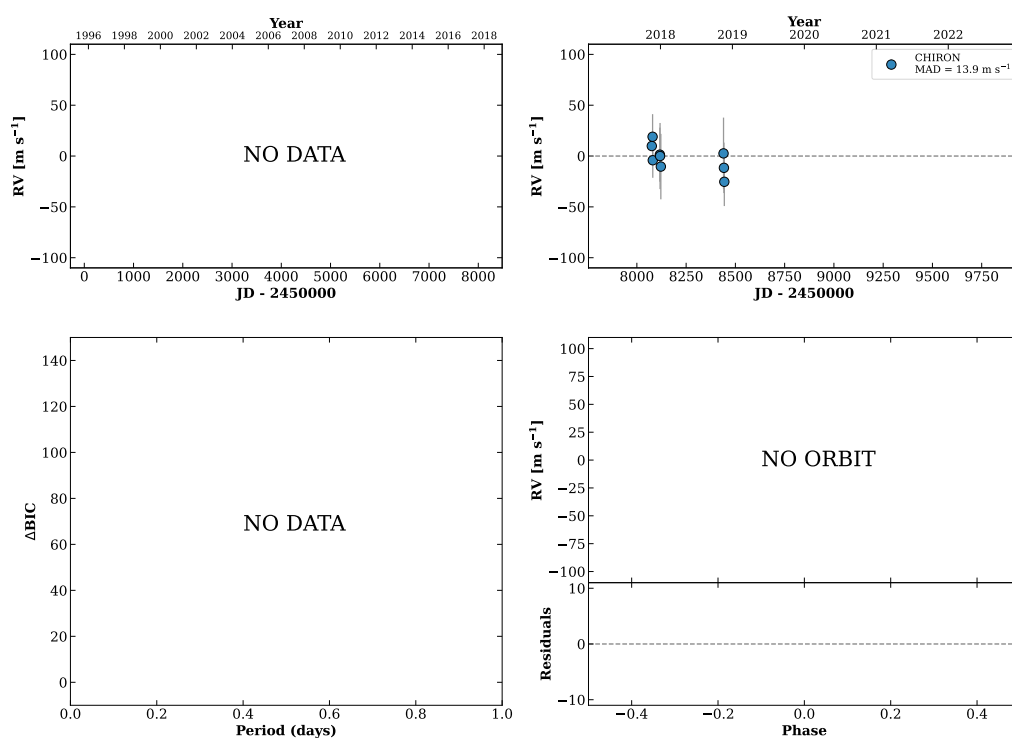 Year
1996 1998 2000 2002 2004 2006 2008 2010 2012 2014 2016 2018
100
50
0
−50
−100
RV [m s⁻¹]
NO DATA
0 1000 2000 3000 4000 5000 6000 7000 8000
JD - 2450000
Year
2018 2019 2020 2021 2022
100
50
0
−50
−100
RV [m s⁻¹]
CHIRON
MAD = 13.9 m s⁻¹
8000 8250 8500 8750 9000 9250 9500 9750
JD - 2450000
140
120
100
80
60
40
20
0
ΔBIC
NO DATA
0.0 0.2 0.4 0.6 0.8 1.0
Period (days)
100
75
50
25
0
−25
−50
−75
−100
RV [m s⁻¹]
NO ORBIT
10
0
−10
Residuals
−0.4 −0.2 0.0 0.2 0.4
Phase